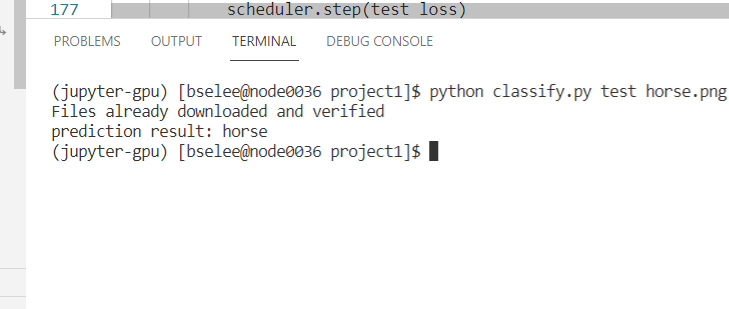 177 scheduler.step(test loss)
PROBLEMS OUTPUT TERMINAL DEBUG CONSOLE
(jupyter-gpu) [bselee@node0036 project1]$ python classify.py test horse.png
Files already downloaded and verified
prediction result: horse
(jupyter-gpu) [bselee@node0036 project1]$